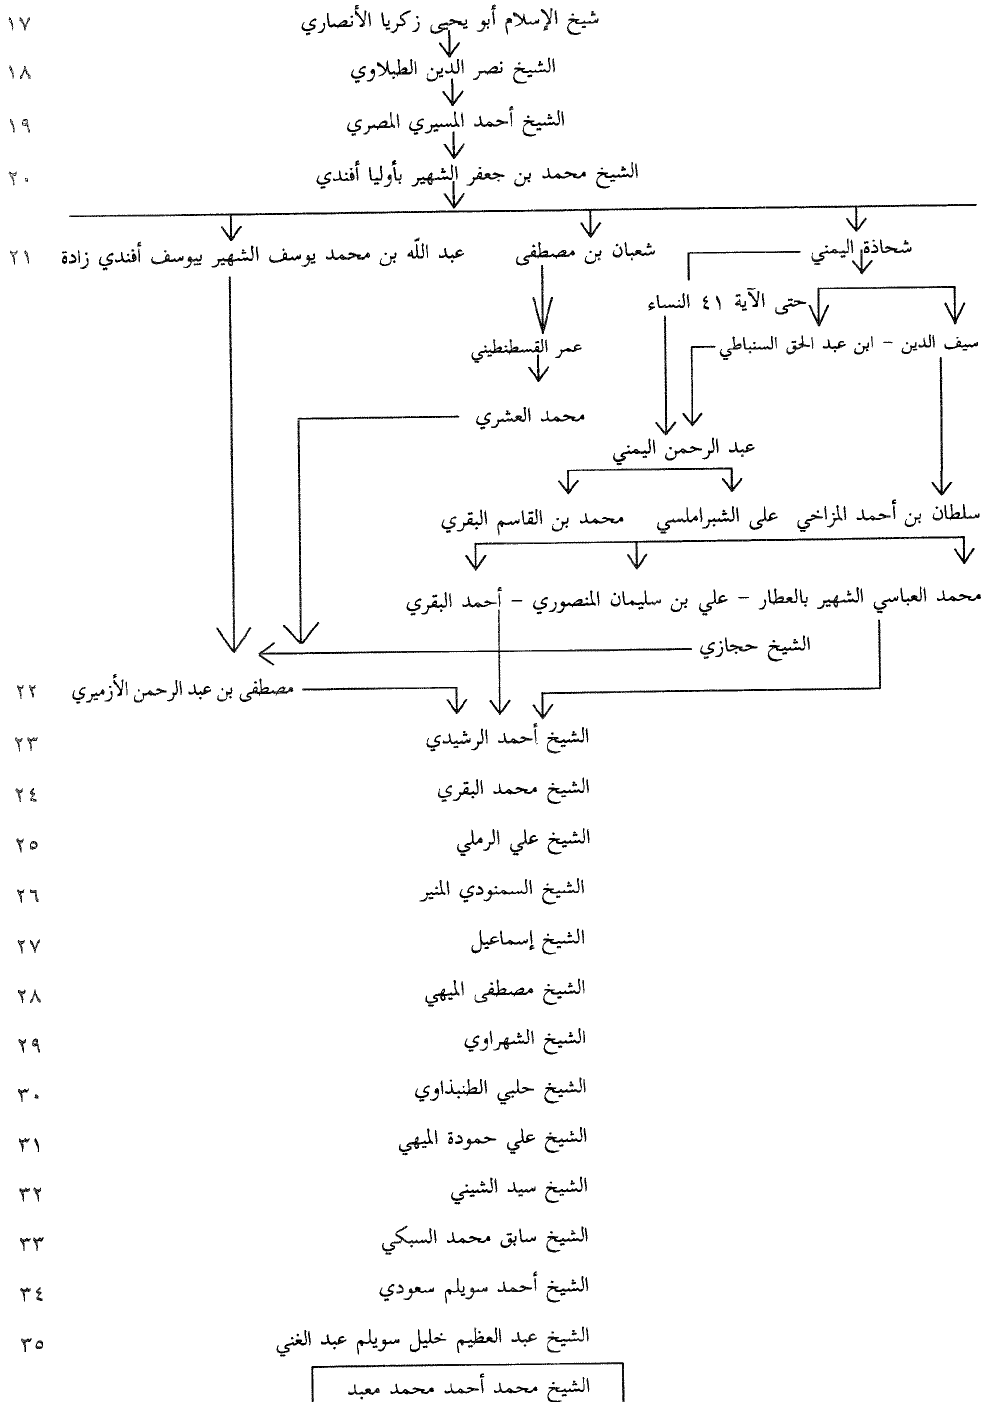 شيخ الإسلام أبو يحيى زكريا الأنصاري ١٧
الشيخ نصر الدين الطبلاوي ١٨
الشيخ أحمد المسيري المصري ١٩
الشيخ محمد بن جعفر الشهير بأوليا أفندي ٢٠
شحاذة اليمني شعبان بن مصطفى عبد اللّه بن محمد يوسف الشهير بيوسف أفندي زادة ٢١
حتى الآية ٤١ النساء
سيف الدين - ابن عبد الحق السنباطي عمر القسطنطيني
محمد العشري
عبد الرحمن اليمني
سلطان بن أحمد المزاخي على الشبراملسي محمد بن القاسم البقري
محمد العباسي الشهير بالعطار - علي بن سليمان المنصوري - أحمد البقري
الشيخ حجازي
مصطفى بن عبد الرحمن الأزميري ٢٢
الشيخ أحمد الرشيدي ٢٣
الشيخ محمد البقري ٢٤
الشيخ علي الرملي ٢٥
الشيخ السمنودي المنير ٢٦
الشيخ إسماعيل ٢٧
الشيخ مصطفى الميهي ٢٨
الشيخ الشهراوي ٢٩
الشيخ حلبي الطنبذاوي ٣٠
الشيخ علي حمودة الميهي ٣١
الشيخ سيد الشيني ٣٢
الشيخ سابق محمد السبكي ٣٣
الشيخ أحمد سويلم سعودي ٣٤
الشيخ عبد العظيم خليل سويلم عبد الغني ٣٥
الشيخ محمد أحمد محمد معبد